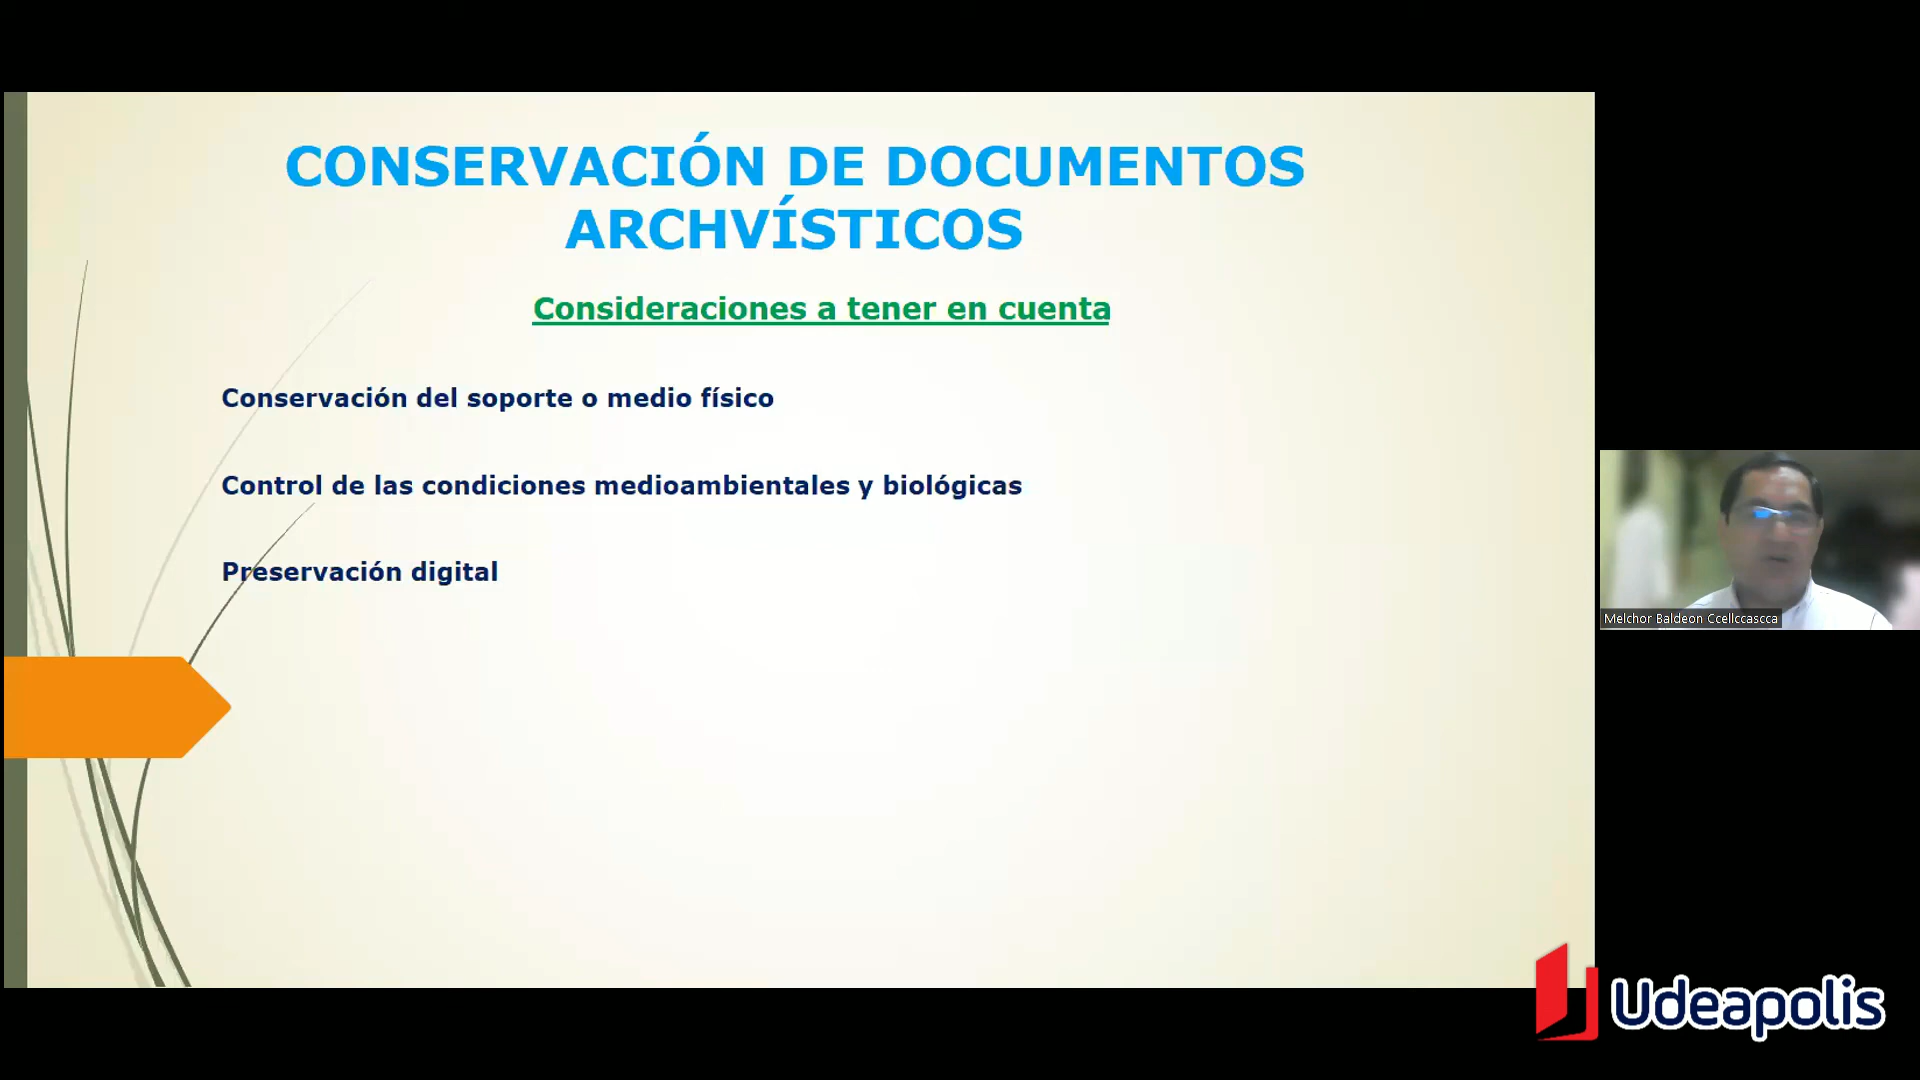 CONSERVACIÓN DE DOCUMENTOS
ARCHVÍSTICOS
Consideraciones a tener en cuenta
Conservación del soporte o medio físico
Control de las condiciones medioambientales y biológicas
Preservación digital
Melchor Baldeon Ccellccascca
Udeapolis